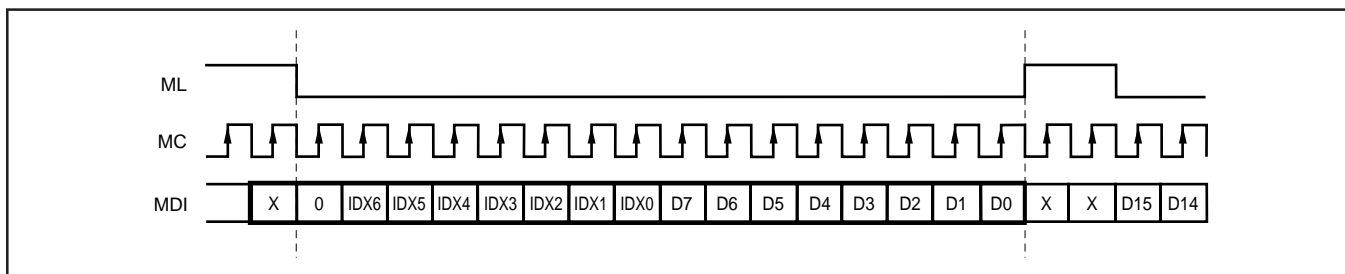 ML
MC
MDI X 0 IDX6 IDX5 IDX4 IDX3 IDX2 IDX1 IDX0 D7 D6 D5 D4 D3 D2 D1 D0 X X D15 D14